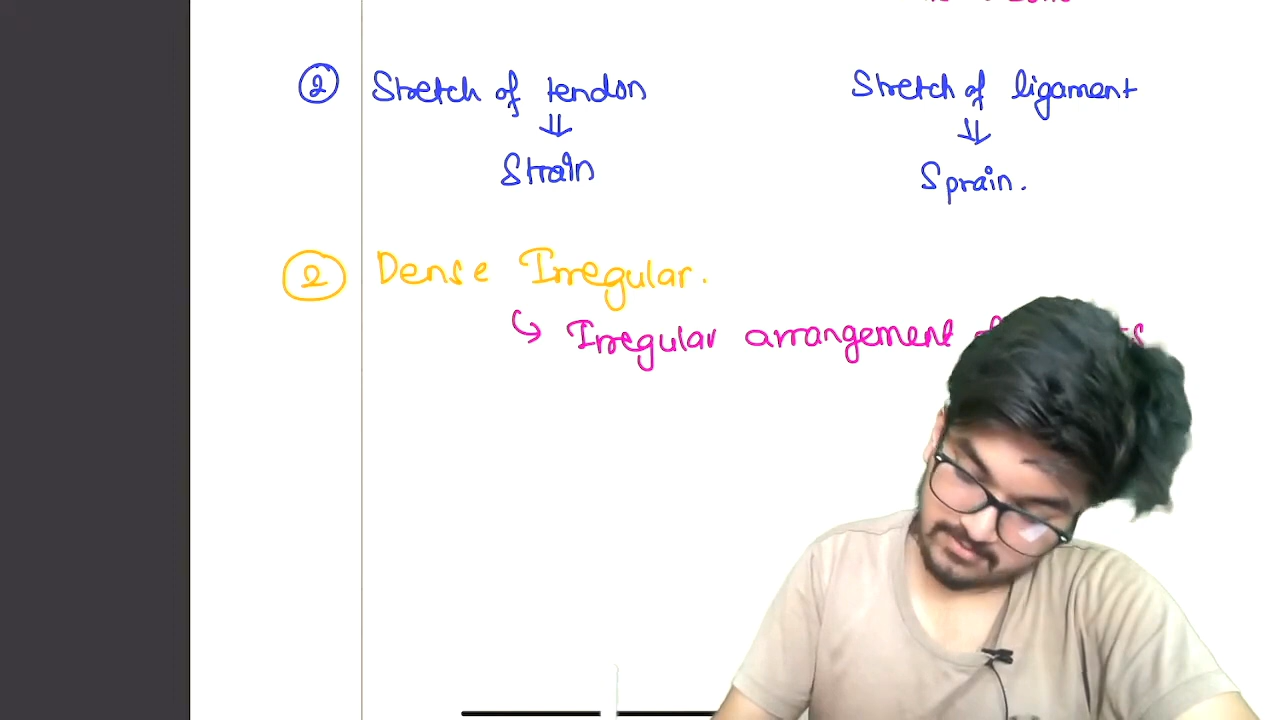 ② Stretch of tendon Stretch of ligament
⇓ ⇓
Strain Sprain.
② Dense Irregular.
↳ Irregular arrangement